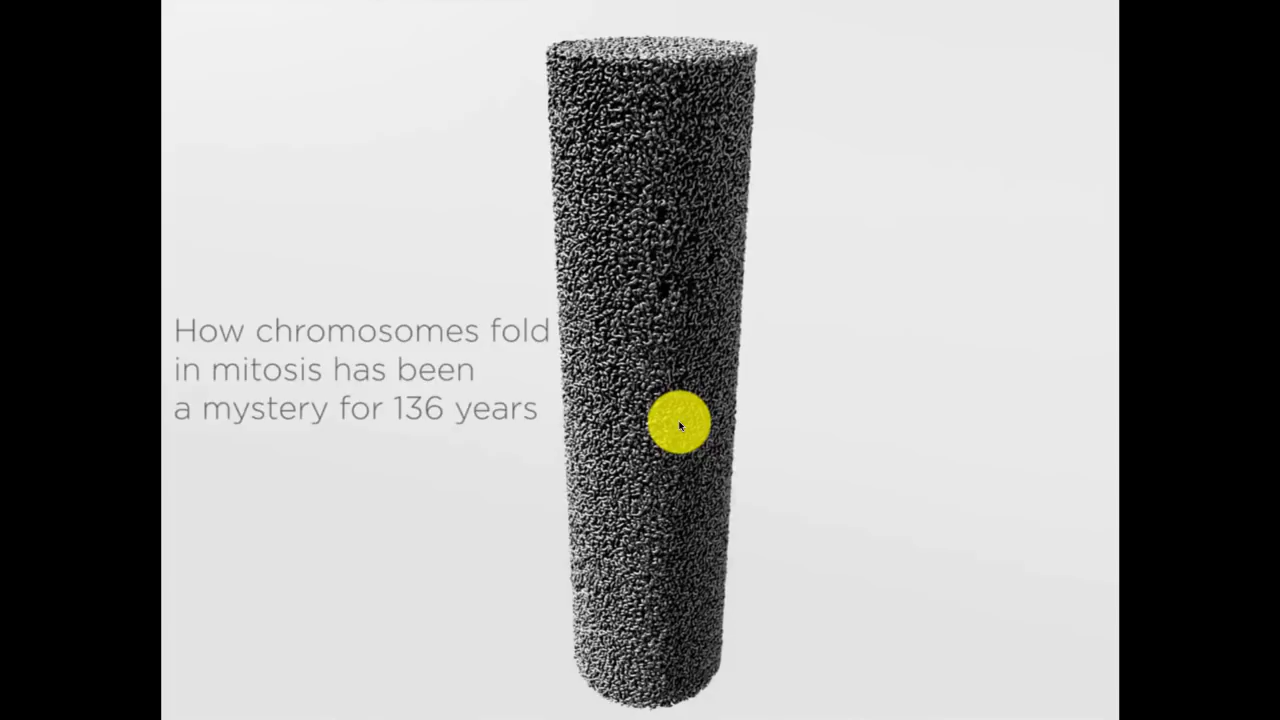 How chromosomes fold
in mitosis has been
a mystery for 136 years